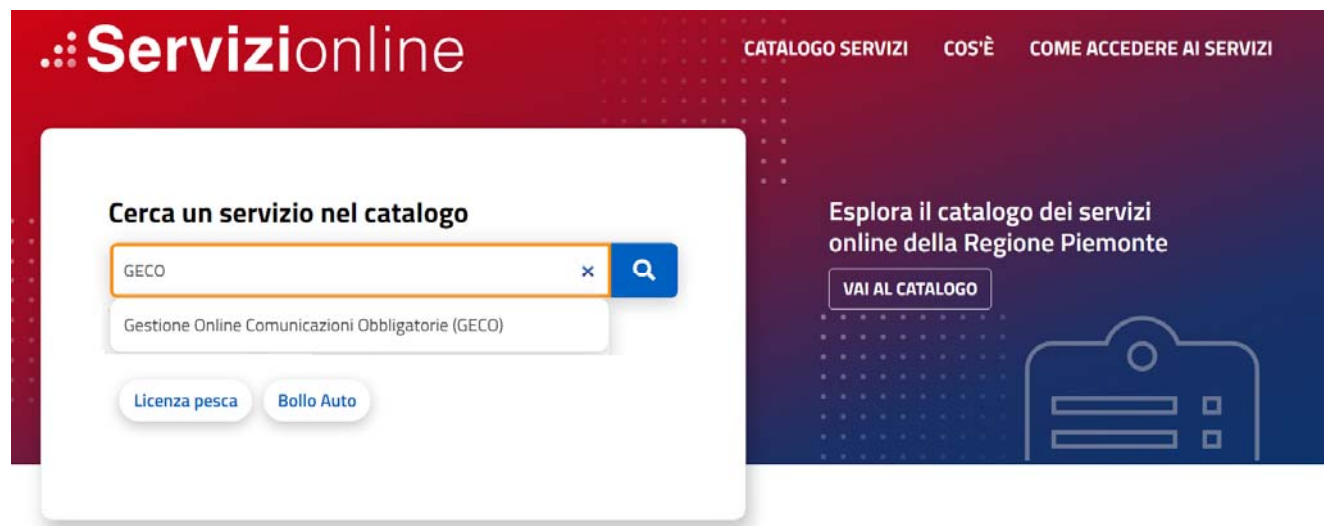 Servizionline
CATALOGO SERVIZI COS'È COME ACCEDERE AI SERVIZI
Cerca un servizio nel catalogo
GECO
Gestione Online Comunicazioni Obbligatorie (GECO)
Licenza pesca Bollo Auto
Esplora il catalogo dei servizi
online della Regione Piemonte
VAI AL CATALOGO